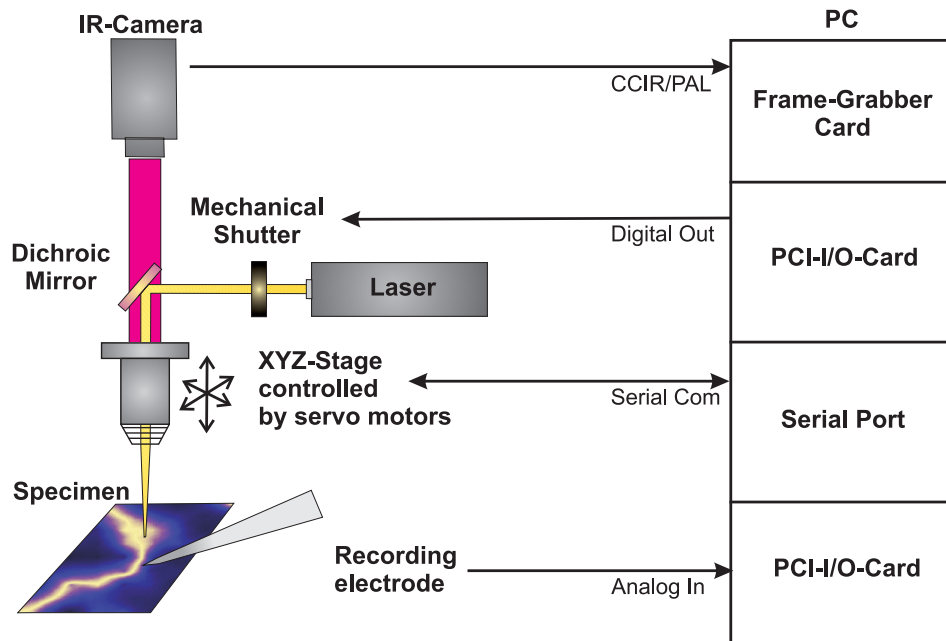 IR-Camera
PC
CCIR/PAL
Frame-Grabber
Card
Mechanical
Shutter
Digital Out
PCI-I/O-Card
Dichroic
Mirror
Laser
XYZ-Stage
controlled
by servo motors
Serial Com
Serial Port
Specimen
Recording
electrode
Analog In
PCI-I/O-Card